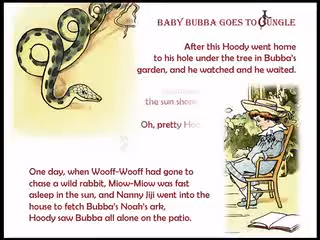 BABY BUBBA GOES TO JUNGLE
After this Hoody went home
to his hole under the tree in Bubba's
garden, and he watched and he waited.
the sun shone
Oh, pretty
One day, when Wooff-Wooff had gone to
chase a wild rabbit, Miow-Miow was fast
asleep in the sun, and Nanny Jiji went into the
house to fetch Bubba's Noah's ark,
Hoody saw Bubba all alone on the patio.